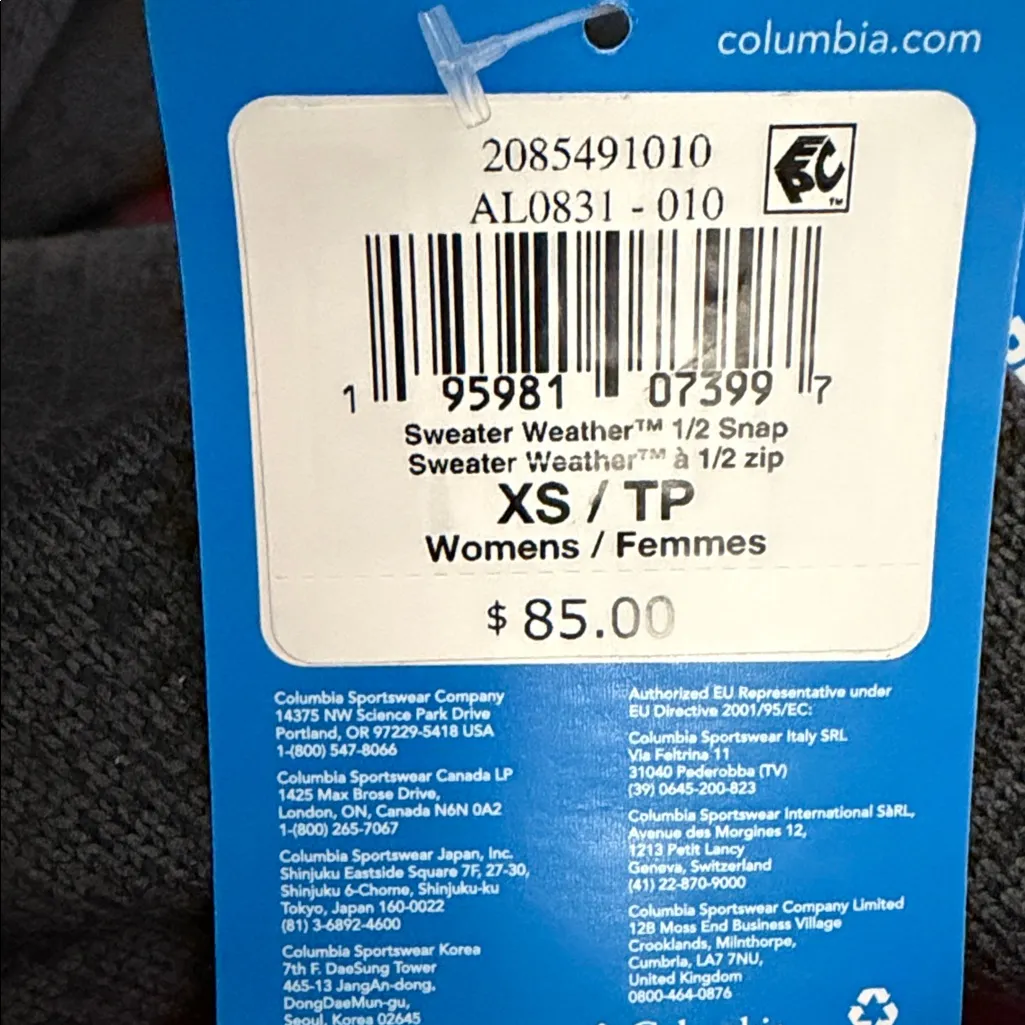 columbia.com
2085491010
AL0831 - 010
EPC™
1 95981 07399 7
Sweater Weather™ 1/2 Snap
Sweater Weather™ à 1/2 zip
XS / TP
Womens / Femmes
$ 85.00
Columbia Sportswear Company
14375 NW Science Park Drive
Portland, OR 97229-5418 USA
1-(800) 547-8066
Columbia Sportswear Canada LP
1425 Max Brose Drive,
London, ON, Canada N6N 0A2
1-(800) 265-7067
Columbia Sportswear Japan, Inc.
Shinjuku Eastside Square 7F, 27-30,
Shinjuku 6-Chome, Shinjuku-ku
Tokyo, Japan 160-0022
(81) 3-6892-4600
Columbia Sportswear Korea
7th F. DaeSung Tower
465-13 JangAn-dong,
DongDaeMun-gu,
Seoul, Korea 02645
Authorized EU Representative under
EU Directive 2001/95/EC:
Columbia Sportswear Italy SRL
Via Feltrina 11
31040 Pederobba (TV)
(39) 0645-200-823
Columbia Sportswear International SàRL,
Avenue des Morgines 12,
1213 Petit Lancy
Geneva, Switzerland
(41) 22-870-9000
Columbia Sportswear Company Limited
12B Moss End Business Village
Crooklands, Milnthorpe,
Cumbria, LA7 7NU,
United Kingdom
0800-464-0876